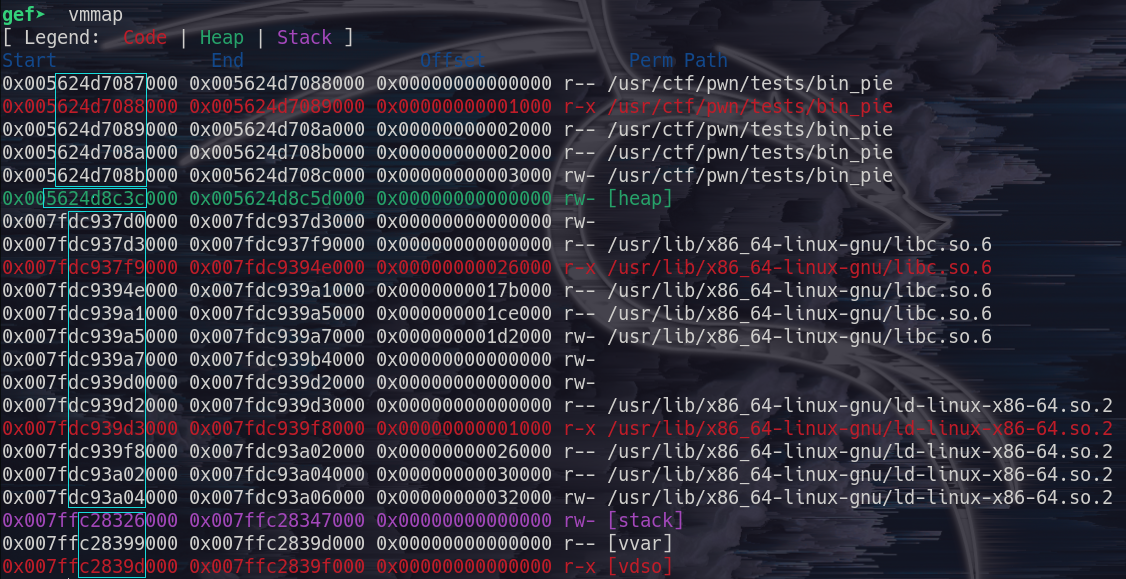 gef➤  vmmap
[ Legend:  Code | Heap | Stack ]
Start              End                Offset             Perm Path
0x005624d7087000 0x005624d7088000 0x00000000000000 r-- /usr/ctf/pwn/tests/bin_pie
0x005624d7088000 0x005624d7089000 0x00000000001000 r-x /usr/ctf/pwn/tests/bin_pie
0x005624d7089000 0x005624d708a000 0x00000000002000 r-- /usr/ctf/pwn/tests/bin_pie
0x005624d708a000 0x005624d708b000 0x00000000002000 r-- /usr/ctf/pwn/tests/bin_pie
0x005624d708b000 0x005624d708c000 0x00000000003000 rw- /usr/ctf/pwn/tests/bin_pie
0x005624d8c3c000 0x005624d8c5d000 0x00000000000000 rw- [heap]
0x007fdc937d0000 0x007fdc937d3000 0x00000000000000 rw-
0x007fdc937d3000 0x007fdc937f9000 0x00000000000000 r-- /usr/lib/x86_64-linux-gnu/libc.so.6
0x007fdc937f9000 0x007fdc9394e000 0x00000000026000 r-x /usr/lib/x86_64-linux-gnu/libc.so.6
0x007fdc9394e000 0x007fdc939a1000 0x0000000017b000 r-- /usr/lib/x86_64-linux-gnu/libc.so.6
0x007fdc939a1000 0x007fdc939a5000 0x000000001ce000 r-- /usr/lib/x86_64-linux-gnu/libc.so.6
0x007fdc939a5000 0x007fdc939a7000 0x000000001d2000 rw- /usr/lib/x86_64-linux-gnu/libc.so.6
0x007fdc939a7000 0x007fdc939b4000 0x00000000000000 rw-
0x007fdc939d0000 0x007fdc939d2000 0x00000000000000 rw-
0x007fdc939d2000 0x007fdc939d3000 0x00000000000000 r-- /usr/lib/x86_64-linux-gnu/ld-linux-x86-64.so.2
0x007fdc939d3000 0x007fdc939f8000 0x00000000001000 r-x /usr/lib/x86_64-linux-gnu/ld-linux-x86-64.so.2
0x007fdc939f8000 0x007fdc93a02000 0x00000000026000 r-- /usr/lib/x86_64-linux-gnu/ld-linux-x86-64.so.2
0x007fdc93a02000 0x007fdc93a04000 0x00000000030000 r-- /usr/lib/x86_64-linux-gnu/ld-linux-x86-64.so.2
0x007fdc93a04000 0x007fdc93a06000 0x00000000032000 rw- /usr/lib/x86_64-linux-gnu/ld-linux-x86-64.so.2
0x007ffc28326000 0x007ffc28347000 0x00000000000000 rw- [stack]
0x007ffc28399000 0x007ffc2839d000 0x00000000000000 r-- [vvar]
0x007ffc2839d000 0x007ffc2839f000 0x00000000000000 r-x [vdso]